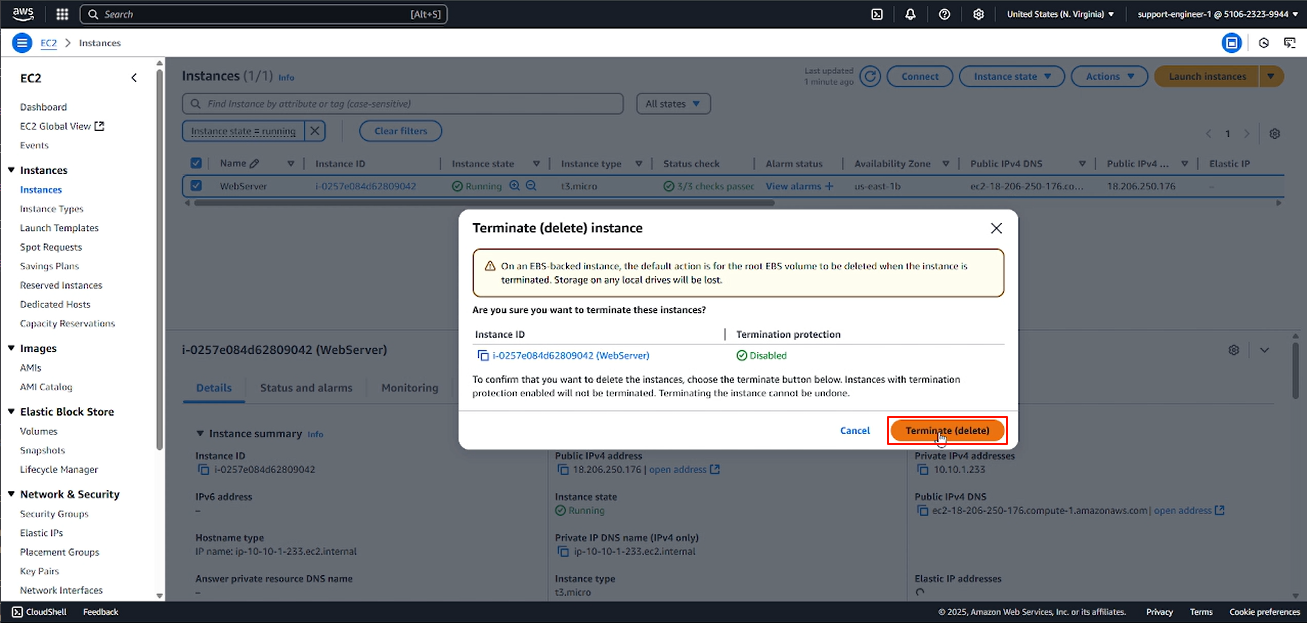 aws
Search [Alt+S]
United States (N. Virginia)
support-engineer-1 @ 5106-2323-9944
EC2 > Instances
EC2
Dashboard
EC2 Global View
Events
Instances
Instances
Instance Types
Launch Templates
Spot Requests
Savings Plans
Reserved Instances
Dedicated Hosts
Capacity Reservations
Images
AMIs
AMI Catalog
Elastic Block Store
Volumes
Snapshots
Lifecycle Manager
Network & Security
Security Groups
Elastic IPs
Placement Groups
Key Pairs
Network Interfaces
Instances (1/1) Info
Last updated
1 minute ago
Connect
Instance state
Actions
Launch instances
Find Instance by attribute or tag (case-sensitive)
All states
Instance state = running
Clear filters
1
Name Instance ID Instance state Instance type Status check Alarm status Availability Zone Public IPv4 DNS Public IPv4 ... Elastic IP
WebServer i-0257e084d62809042 Running t3.micro 3/3 checks passec View alarms + us-east-1b ec2-18-206-250-176.co... 18.206.250.176 –
Terminate (delete) instance
On an EBS-backed instance, the default action is for the root EBS volume to be deleted when the instance is
terminated. Storage on any local drives will be lost.
Are you sure you want to terminate these instances?
Instance ID Termination protection
i-0257e084d62809042 (WebServer) Disabled
To confirm that you want to delete the instances, choose the terminate button below. Instances with termination
protection enabled will not be terminated. Terminating the instance cannot be undone.
Cancel
Terminate (delete)
i-0257e084d62809042 (WebServer)
Details
Status and alarms
Monitoring
Instance summary Info
Instance ID
i-0257e084d62809042
Public IPv4 address
18.206.250.176 | open address
Private IPv4 addresses
10.10.1.233
IPv6 address
–
Instance state
Running
Public IPv4 DNS
ec2-18-206-250-176.compute-1.amazonaws.com | open address
Hostname type
IP name: ip-10-10-1-233.ec2.internal
Private IP DNS name (IPv4 only)
ip-10-10-1-233.ec2.internal
Answer private resource DNS name
–
Instance type
t3.micro
Elastic IP addresses
CloudShell
Feedback
© 2025, Amazon Web Services, Inc. or its affiliates.
Privacy
Terms
Cookie preferences